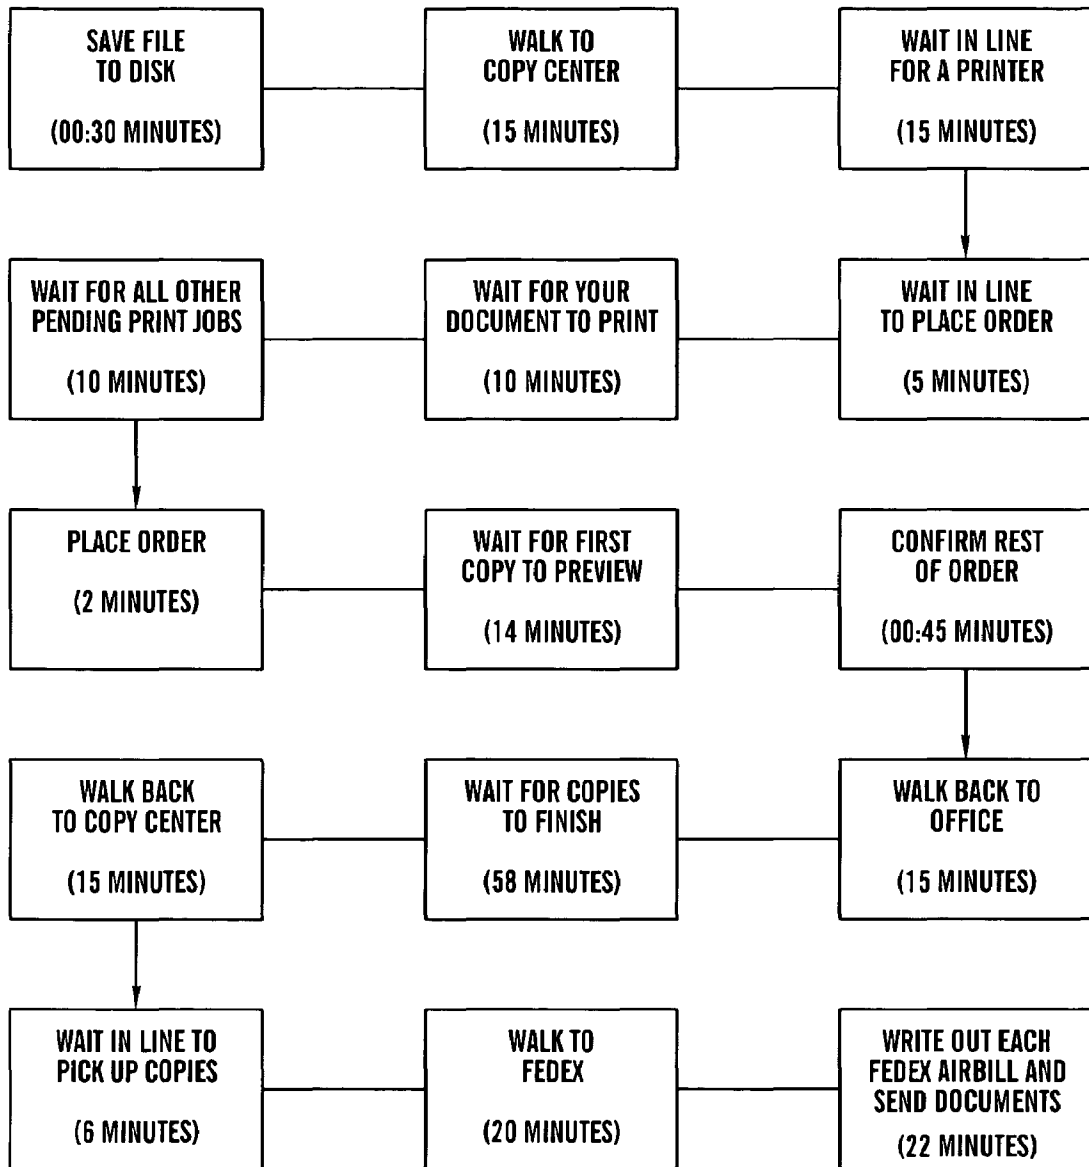 SAVE FILE
TO DISK
(00:30 MINUTES)
WALK TO
COPY CENTER
(15 MINUTES)
WAIT IN LINE
FOR A PRINTER
(15 MINUTES)
WAIT FOR ALL OTHER
PENDING PRINT JOBS
(10 MINUTES)
WAIT FOR YOUR
DOCUMENT TO PRINT
(10 MINUTES)
WAIT IN LINE
TO PLACE ORDER
(5 MINUTES)
PLACE ORDER
(2 MINUTES)
WAIT FOR FIRST
COPY TO PREVIEW
(14 MINUTES)
CONFIRM REST
OF ORDER
(00:45 MINUTES)
WALK BACK
TO COPY CENTER
(15 MINUTES)
WAIT FOR COPIES
TO FINISH
(58 MINUTES)
WALK BACK TO
OFFICE
(15 MINUTES)
WAIT IN LINE TO
PICK UP COPIES
(6 MINUTES)
WALK TO
FEDEX
(20 MINUTES)
WRITE OUT EACH
FEDEX AIRBILL AND
SEND DOCUMENTS
(22 MINUTES)